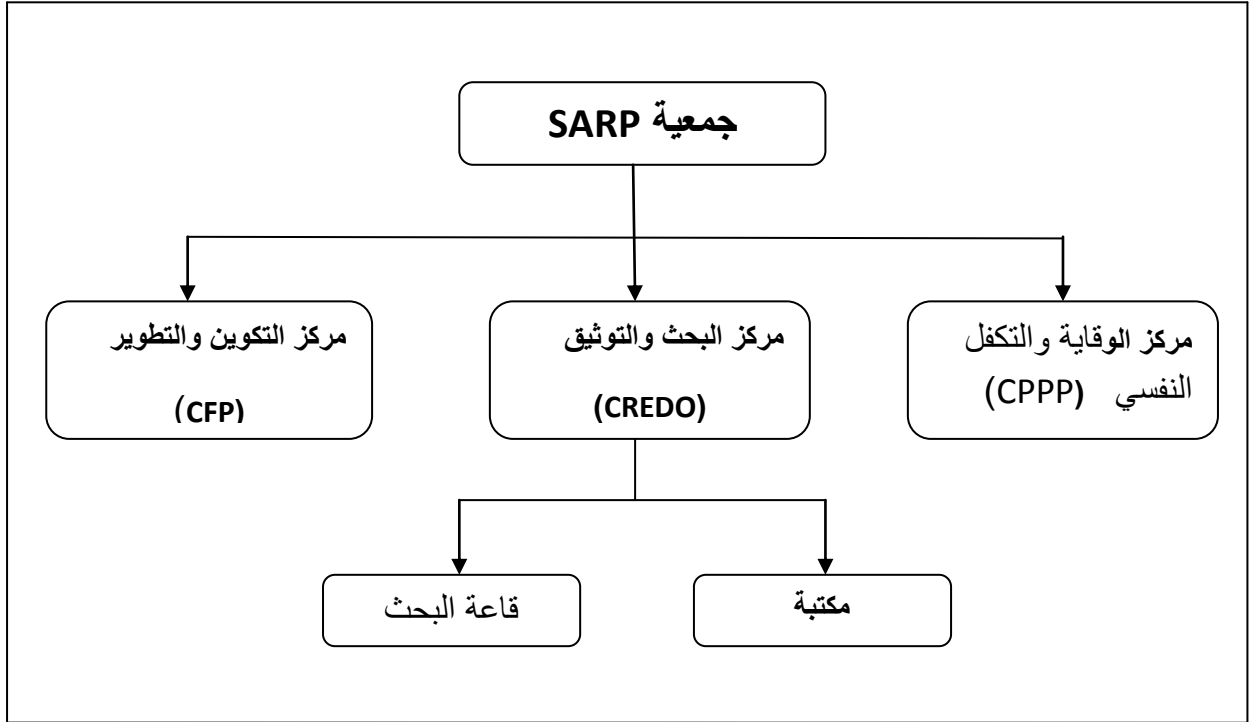 جمعية SARP
مركز الوقاية والتكفل
النفسي (CPPP)
مركز البحث والتوثيق
(CREDO)
مركز التكوين والتطوير
(CFP)
مكتبة
قاعة البحث